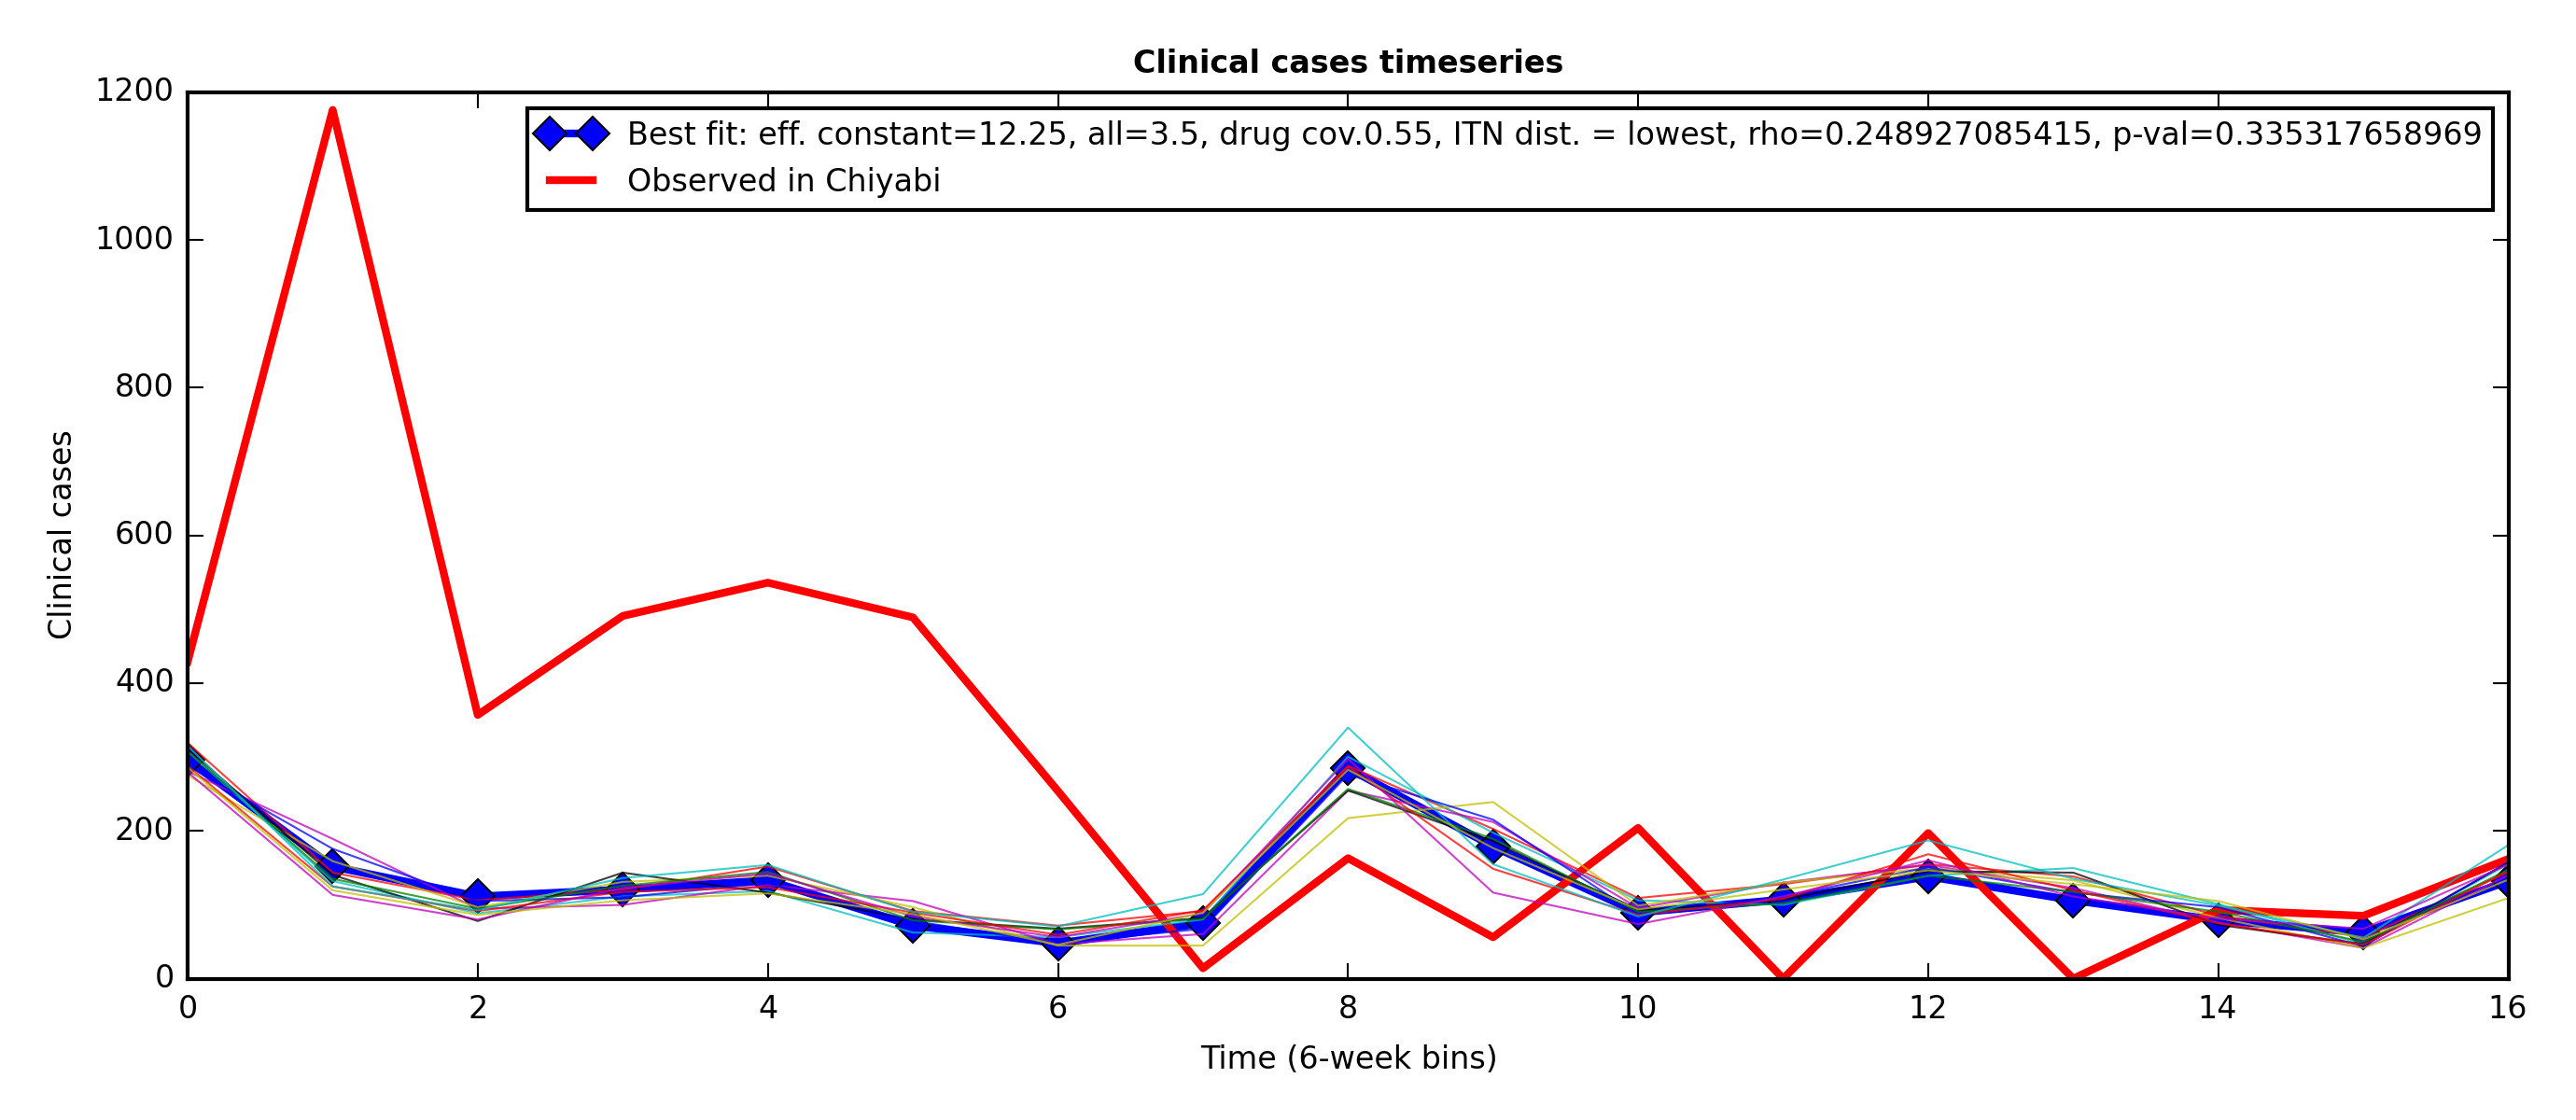 Clinical cases timeseries
1200
1000
800
600
400
200
0
Clinical cases
Best fit: eff. constant=12.25, all=3.5, drug cov.0.55, ITN dist. = lowest, rho=0.248927085415, p-val=0.335317658969
Observed in Chiyabi
0 2 4 6 8 10 12 14 16
Time (6-week bins)